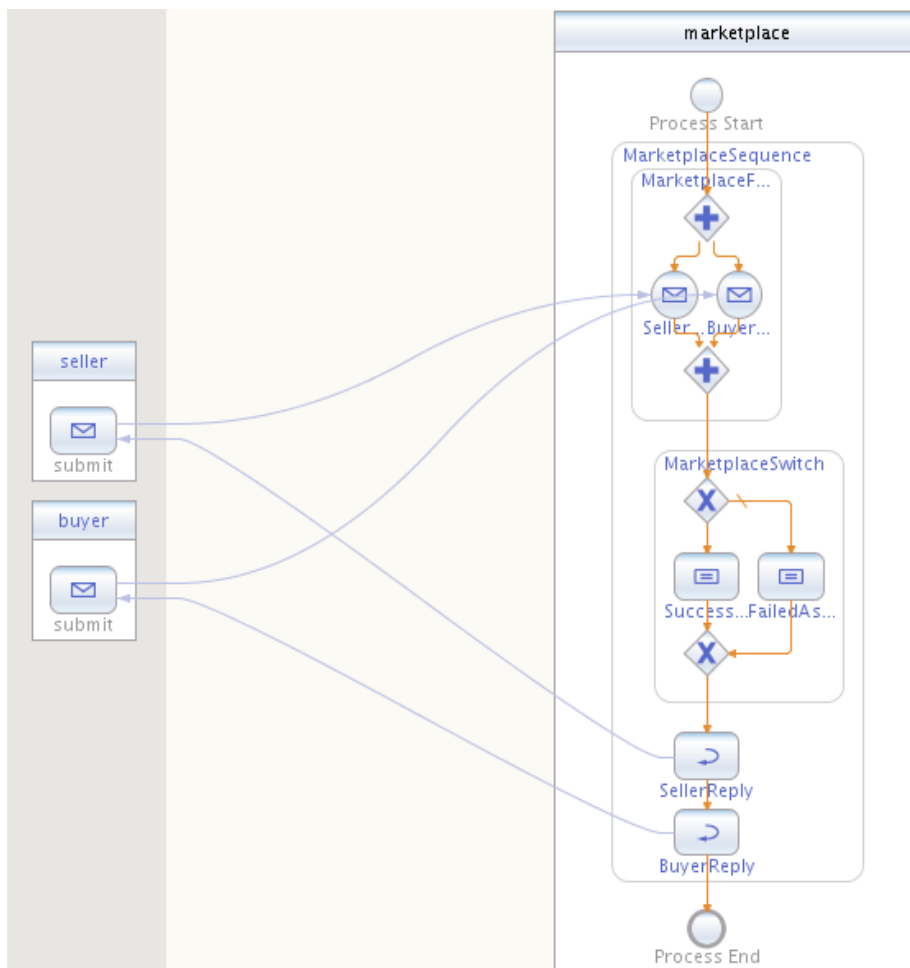 marketplace
Process Start
MarketplaceSequence
MarketplaceF...
Seller...
Buyer...
seller
submit
buyer
submit
MarketplaceSwitch
Success...
FailedAs...
SellerReply
BuyerReply
Process End